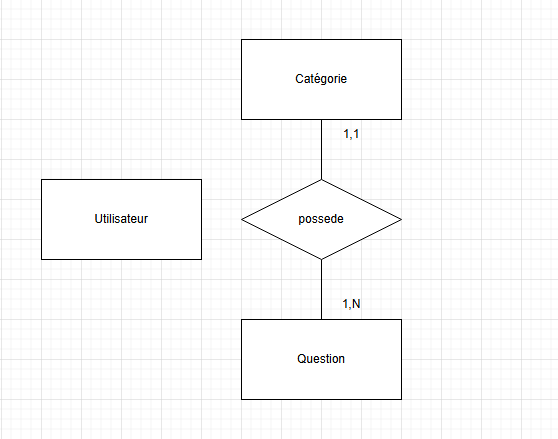 Catégorie
1,1
Utilisateur
possede
1,N
Question